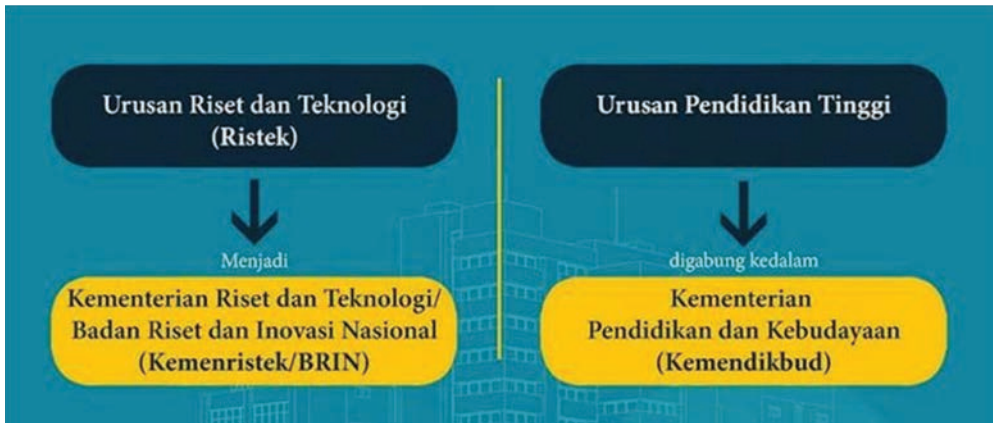 Urusan Riset dan Teknologi
(Ristek)
Menjadi
Kementerian Riset dan Teknologi/
Badan Riset dan Inovasi Nasional
(Kemenristek/BRIN)
Urusan Pendidikan Tinggi
digabung kedalam
Kementerian
Pendidikan dan Kebudayaan
(Kemendikbud)